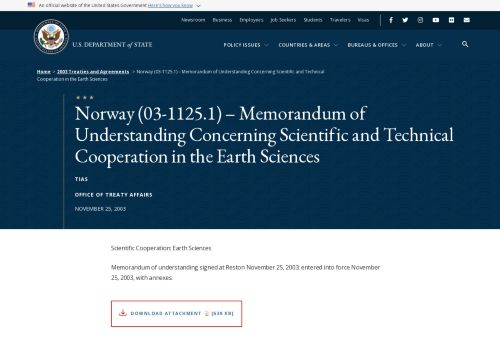 An official website of the United States Government Here's how you know
Newsroom Business Employees Job Seekers Students Travelers Visas
U.S. DEPARTMENT of STATE
POLICY ISSUES COUNTRIES & AREAS BUREAUS & OFFICES ABOUT
Home > 2003 Treaties and Agreements > Norway (03-1125.1) – Memorandum of Understanding Concerning Scientific and Technical
Cooperation in the Earth Sciences
Norway (03-1125.1) – Memorandum of
Understanding Concerning Scientific and Technical
Cooperation in the Earth Sciences
TIAS
OFFICE OF TREATY AFFAIRS
NOVEMBER 25, 2003
Scientific Cooperation: Earth Sciences
Memorandum of understanding signed at Reston November 25, 2003; entered into force November
25, 2003, with annexes.
DOWNLOAD ATTACHMENT [639 KB]